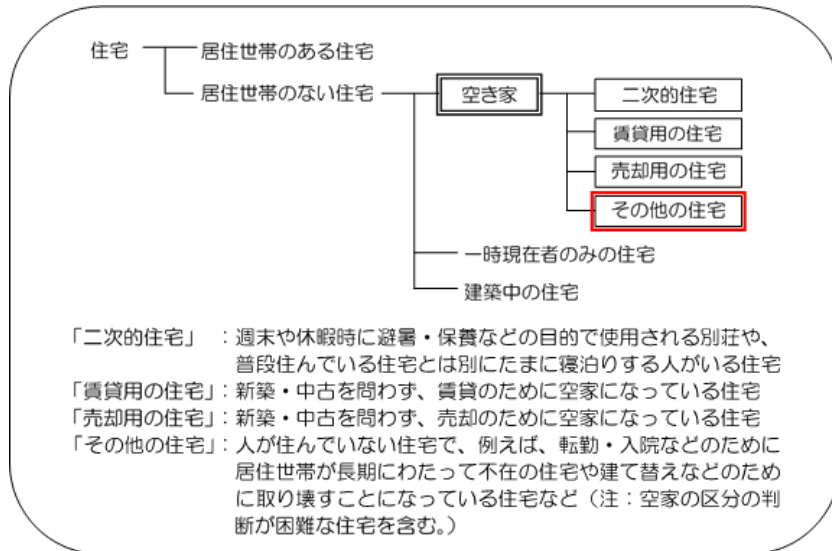 住宅
居住世帯のある住宅
居住世帯のない住宅
空き家
二次的住宅
賃貸用の住宅
売却用の住宅
その他の住宅
一時現在者のみの住宅
建築中の住宅
「二次的住宅」 ：週末や休暇時に避暑・保養などの目的で使用される別荘や、
普段住んでいる住宅とは別にたまに寝泊りする人がいる住宅
「賃貸用の住宅」：新築・中古を問わず、賃貸のために空家になっている住宅
「売却用の住宅」：新築・中古を問わず、売却のために空家になっている住宅
「その他の住宅」：人が住んでいない住宅で、例えば、転勤・入院などのために
居住世帯が長期にわたって不在の住宅や建て替えなどのため
に取り壊すことになっている住宅など（注：空家の区分の判
断が困難な住宅を含む。）